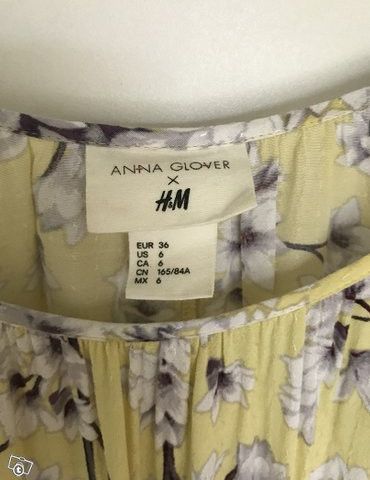 ANNA GLOVER
X
H&M
EUR 36
US 6
CA 6
CN 165/84A
MX 6